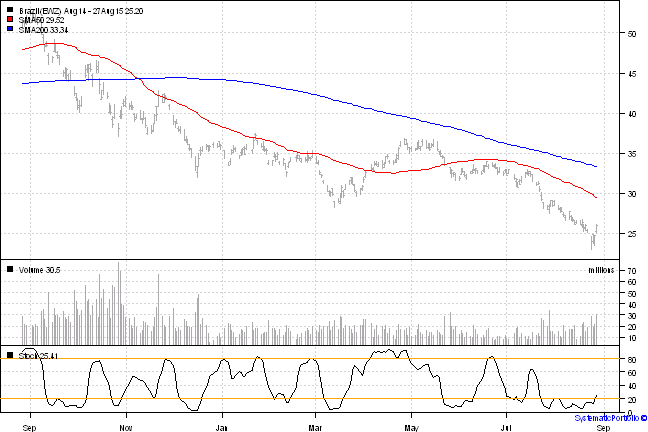 Brazil(EWZ) Aug14 - 27Aug15 25.20
SMA50 29.52
SMA200 33.34
50
45
40
35
30
25
Volume 30.5
millions
70
60
50
40
30
20
10
Stoch 25.41
80
60
40
20
0
Sep
Nov
Jan
Mar
May
Jul
Sep
SystematicPortfolio ©